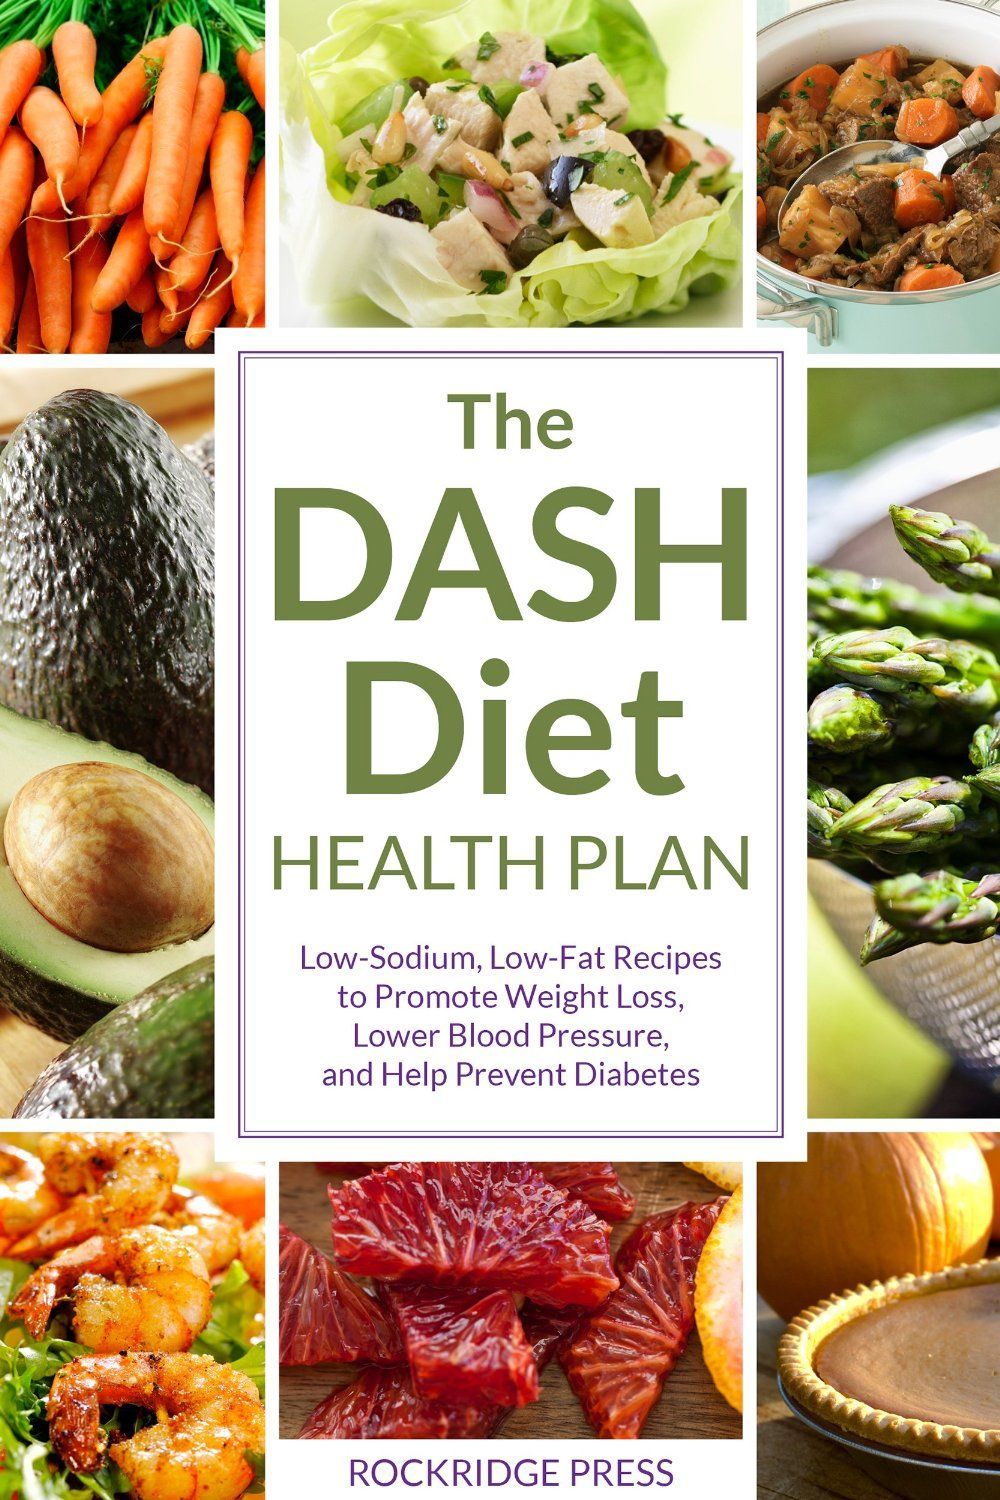 The
DASH
Diet
HEALTH PLAN
Low-Sodium, Low-Fat Recipes
to Promote Weight Loss,
Lower Blood Pressure,
and Help Prevent Diabetes
ROCKRIDGE PRESS